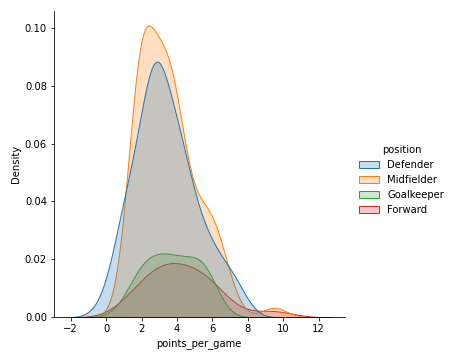 0.10
0.08
0.06
0.04
0.02
0.00
Density
−2 0 2 4 6 8 10 12
points_per_game
position
Defender
Midfielder
Goalkeeper
Forward